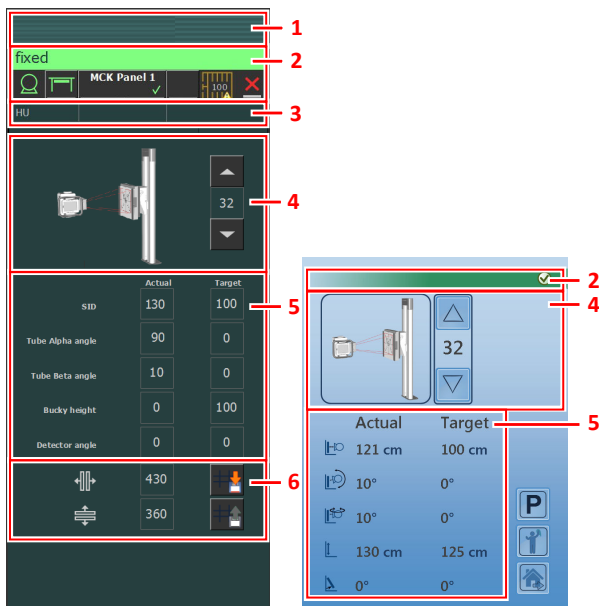 1
fixed
2
MCK Panel 1
100
HU
3
32
4
Actual Target
SID 130 100
5
Tube Alpha angle 90 0
Tube Beta angle 10 0
Bucky height 0 100
Detector angle 0 0
430
6
360
2
4
32
Actual Target
5
121 cm 100 cm
10° 0°
10° 0°
P
130 cm 125 cm
0° 0°